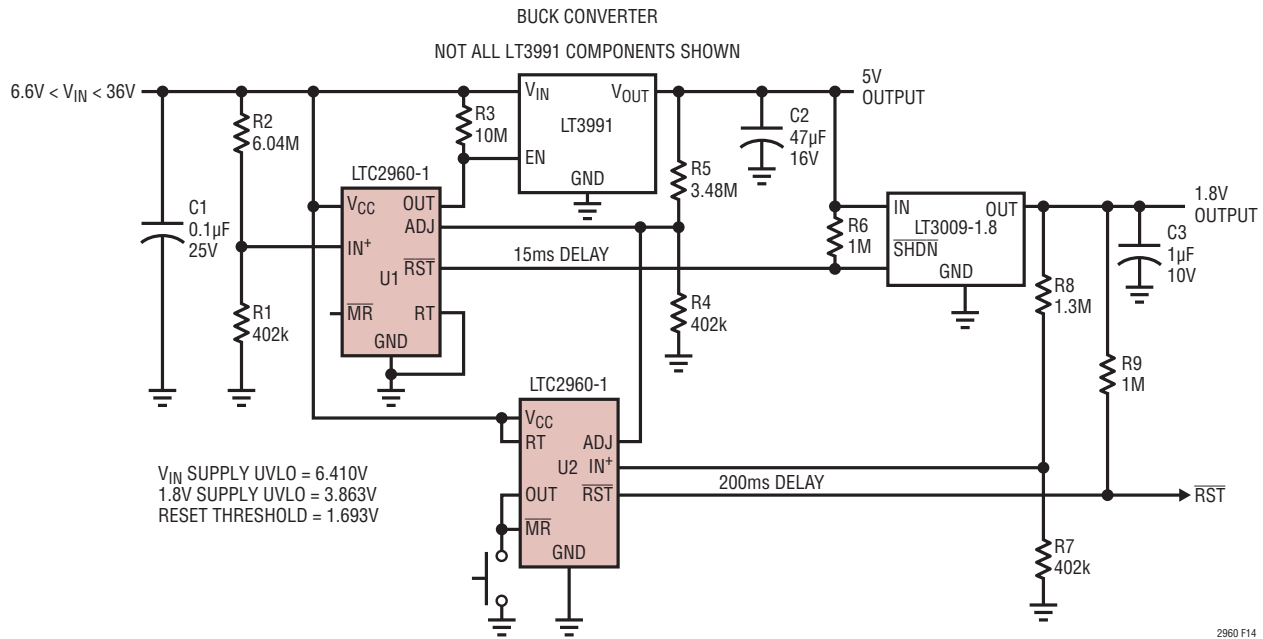 BUCK CONVERTER
NOT ALL LT3991 COMPONENTS SHOWN
6.6V < VIN < 36V
R2
6.04M
R3
10M
VIN
VOUT
LT3991
EN
GND
5V
OUTPUT
C2
47µF
16V
R5
3.48M
C1
0.1µF
25V
LTC2960-1
VCC
OUT
ADJ
IN+
RST
U1
MR
RT
GND
15ms DELAY
R1
402k
R4
402k
R6
1M
IN
OUT
LT3009-1.8
SHDN
GND
1.8V
OUTPUT
C3
1µF
10V
R8
1.3M
R9
1M
LTC2960-1
VCC
RT
ADJ
U2
IN+
OUT
RST
MR
GND
200ms DELAY
RST
R7
402k
VIN SUPPLY UVLO = 6.410V
1.8V SUPPLY UVLO = 3.863V
RESET THRESHOLD = 1.693V
2960 F14